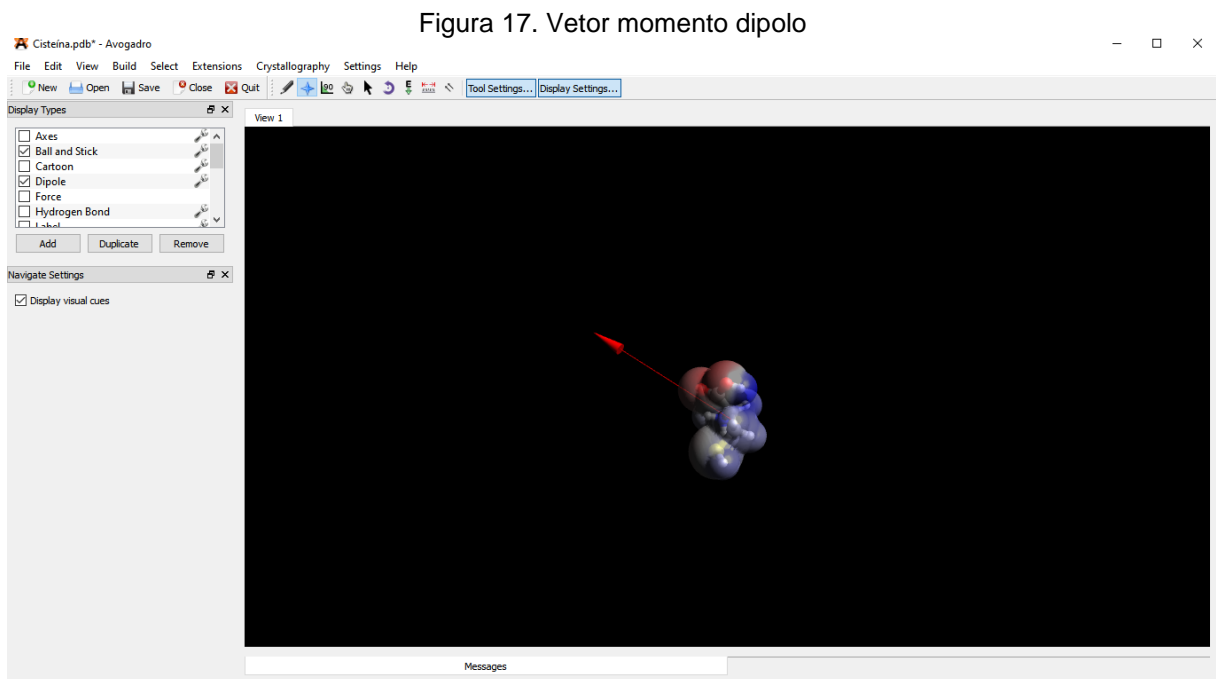 Figura 17. Vetor momento dipolo
Cisteína.pdb* - Avogadro
File Edit View Build Select Extensions Crystallography Settings Help
New Open Save Close Quit Tool Settings... Display Settings...
Display Types
View 1
Axes
Ball and Stick
Cartoon
Dipole
Force
Hydrogen Bond
Label
Add Duplicate Remove
Navigate Settings
Display visual cues
Messages